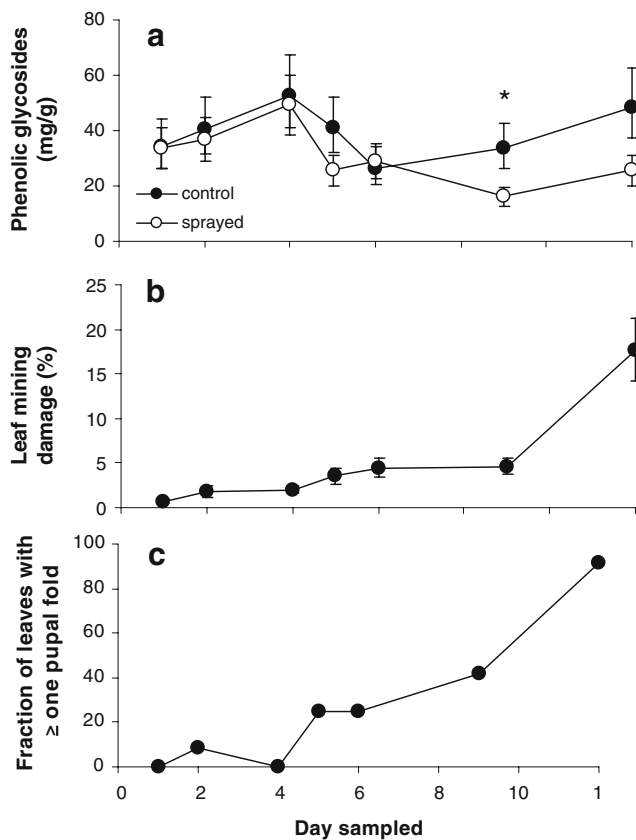 a
Phenolic glycosides
(mg/g)
80
60
40
20
0
*
control
sprayed
b
Leaf mining
damage (%)
25
20
15
10
5
0
c
Fraction of leaves with
≥ one pupal fold
100
80
60
40
20
0
0 2 4 6 8 10 1
Day sampled